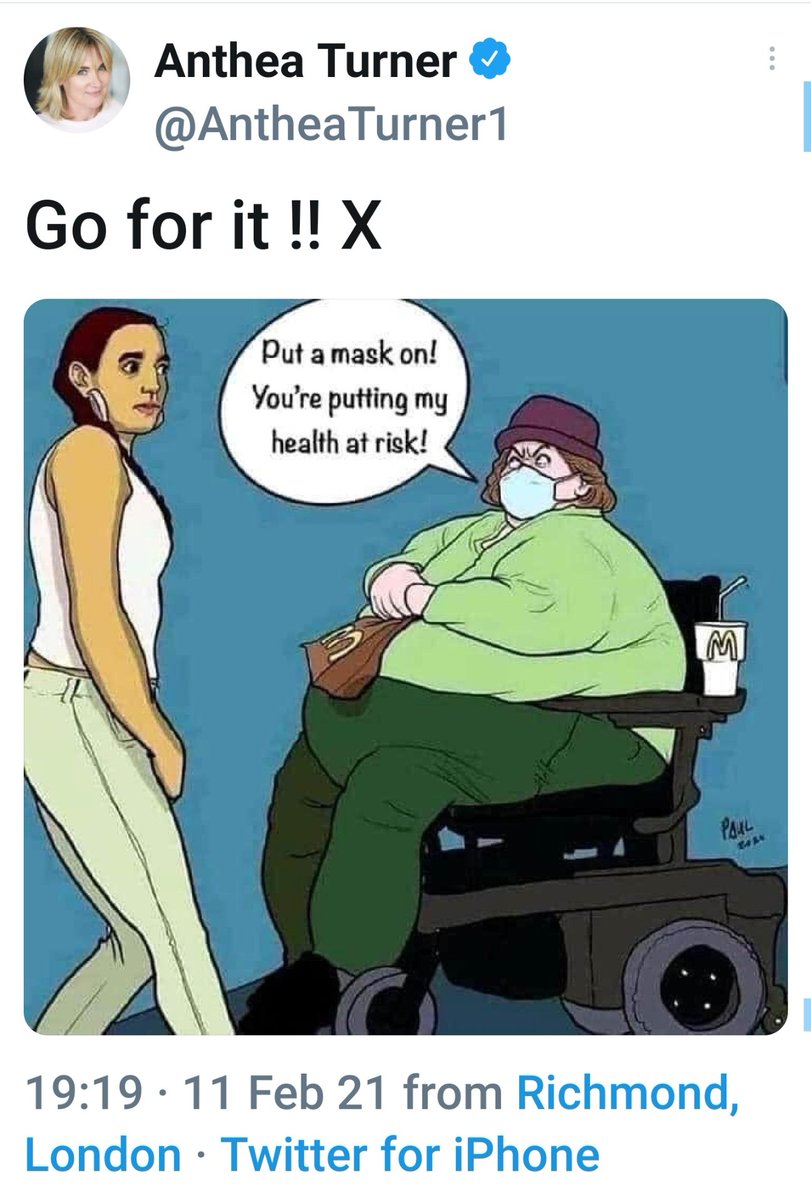 Anthea Turner
@AntheaTurner1
Go for it !! X
Put a mask on!
You're putting my
health at risk!
M
PAUL
19:19 · 11 Feb 21 from Richmond,
London · Twitter for iPhone